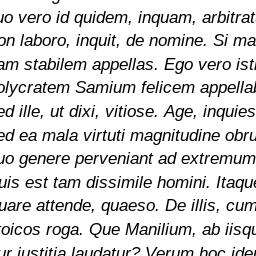 uo vero id quidem, inquam, arbitrat
on laboro, inquit, de nomine. Si ma
am stabilem appellas. Ego vero isti
olycratem Samium felicem appellab
ed ille, ut dixi, vitiose. Age, inquies
ed ea mala virtuti magnitudine obru
uo genere perveniant ad extremum
uis est tam dissimile homini. Itaque
uare attende, quaeso. De illis, cum
roicos roga. Que Manilium, ab iisqu
ur iustitia laudatur? Verum hoc idem